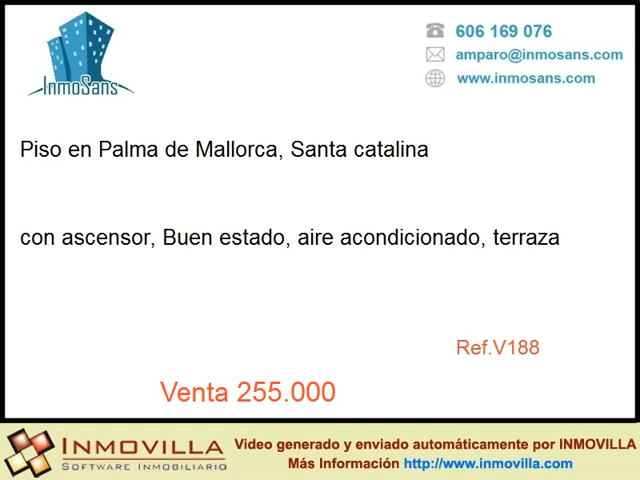 InmoSans
606 169 076
amparo@inmosans.com
www.inmosans.com
Piso en Palma de Mallorca, Santa catalina
con ascensor, Buen estado, aire acondicionado, terraza
Ref.V188
Venta 255.000
INMOVILLA
SOFTWARE INMOBILIARIO
Video generado y enviado automáticamente por INMOVILLA
Más Información http://www.inmovilla.com